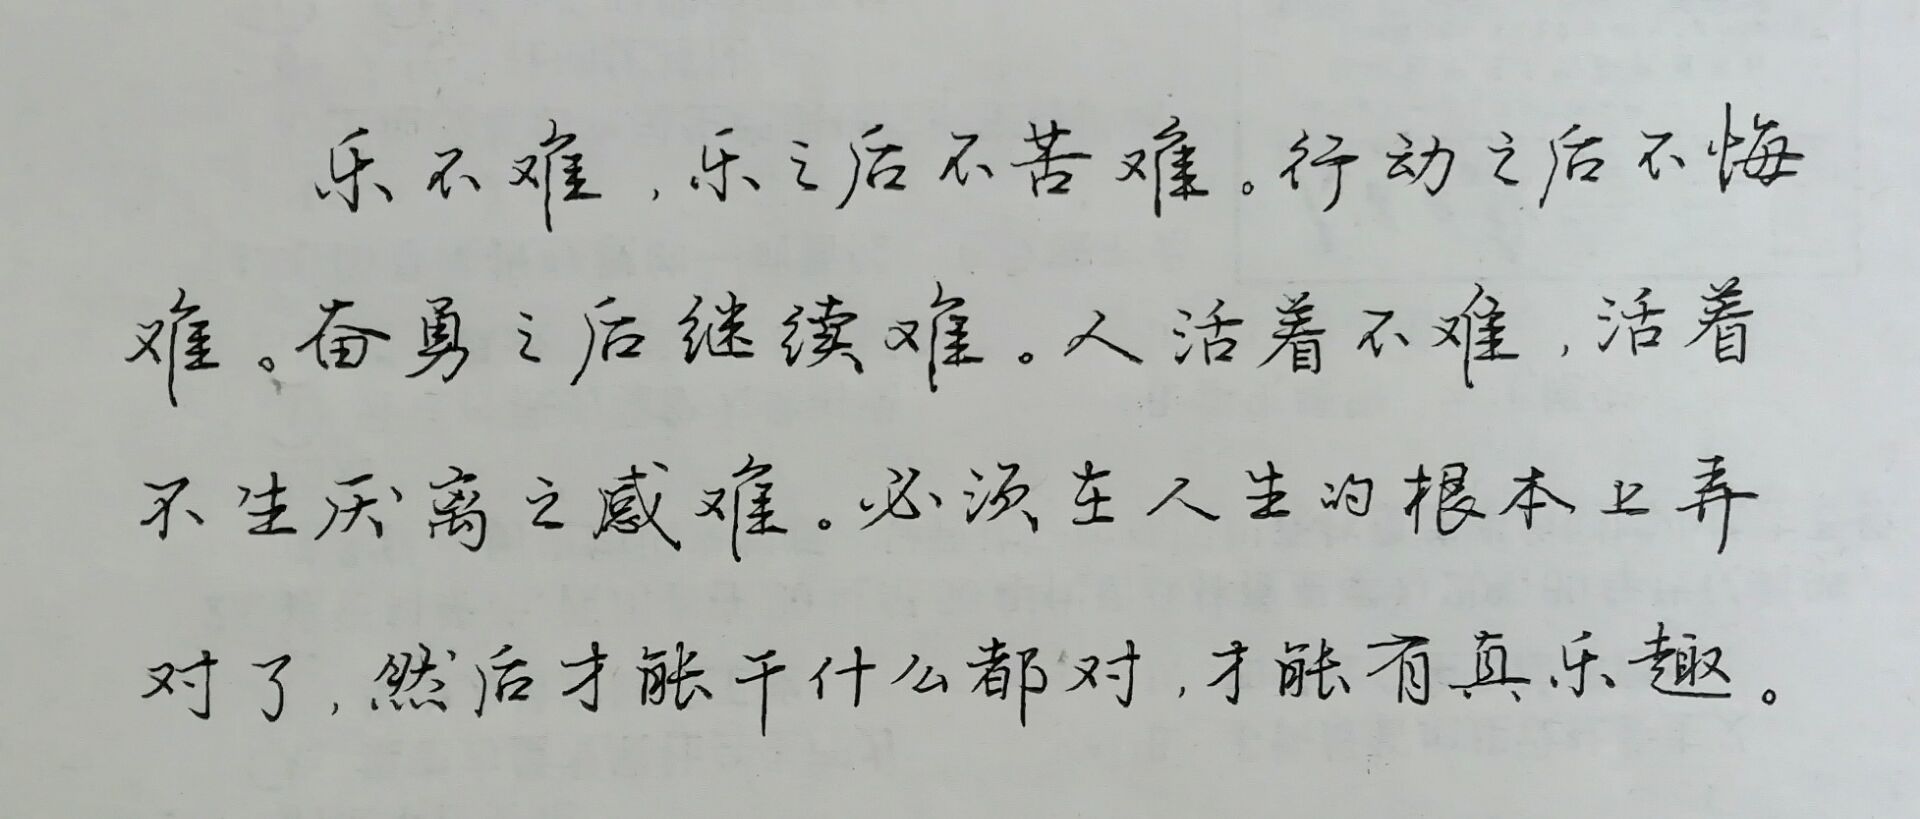 乐不难，乐之后不苦难。行动之后不悔
难。奋勇之后继续难。人活着不难，活着
不生厌离之感难。必须在人生的根本上弄
对了，然后才能干什么都对，才能有真乐趣。